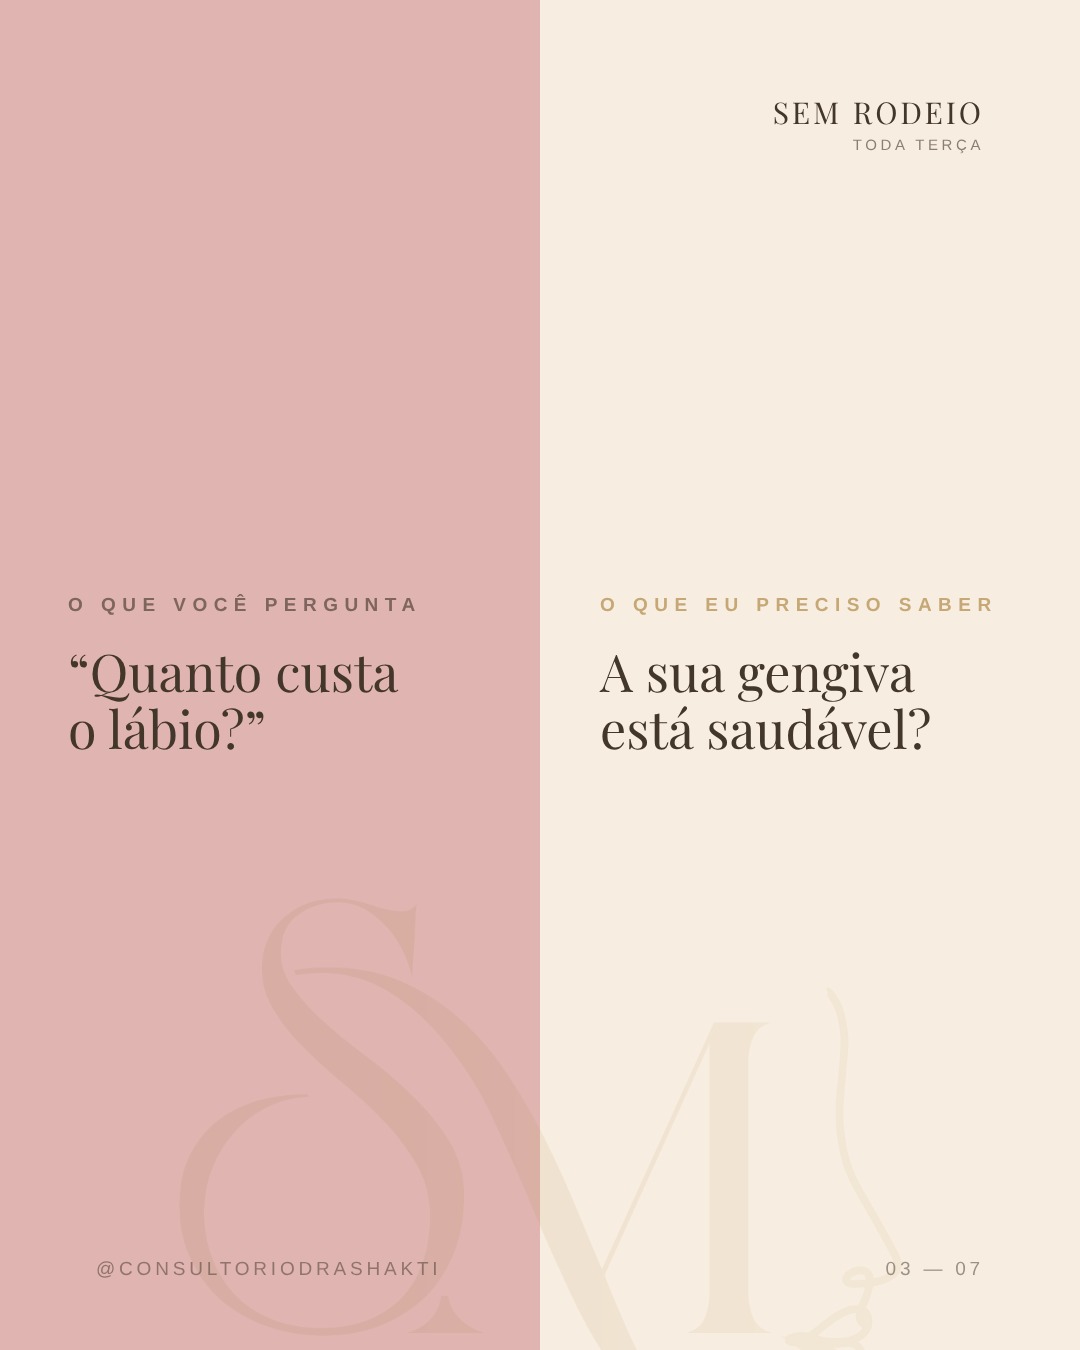 SEM RODEIO
TODA TERÇA
O QUE VOCÊ PERGUNTA
“Quanto custa
o lábio?”
O QUE EU PRECISO SABER
A sua gengiva
está saudável?
SM
@CONSULTORIODRASHAKTI
03 — 07